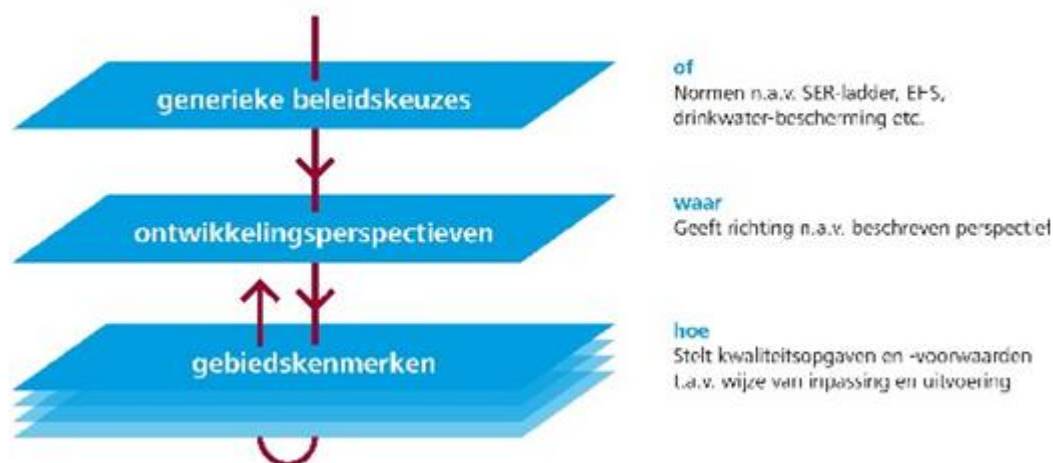 generieke beleidskeuzes
of
Normen n.a.v. SER-ladder, EHS,
drinkwater-bescherming etc.
ontwikkelingsperspectieven
waar
Geeft richting n.a.v. beschreven perspectief
gebiedskenmerken
hoe
Stelt kwaliteitsopgaven en -voorwaarden
t.a.v. wijze van inpassing en uitvoering